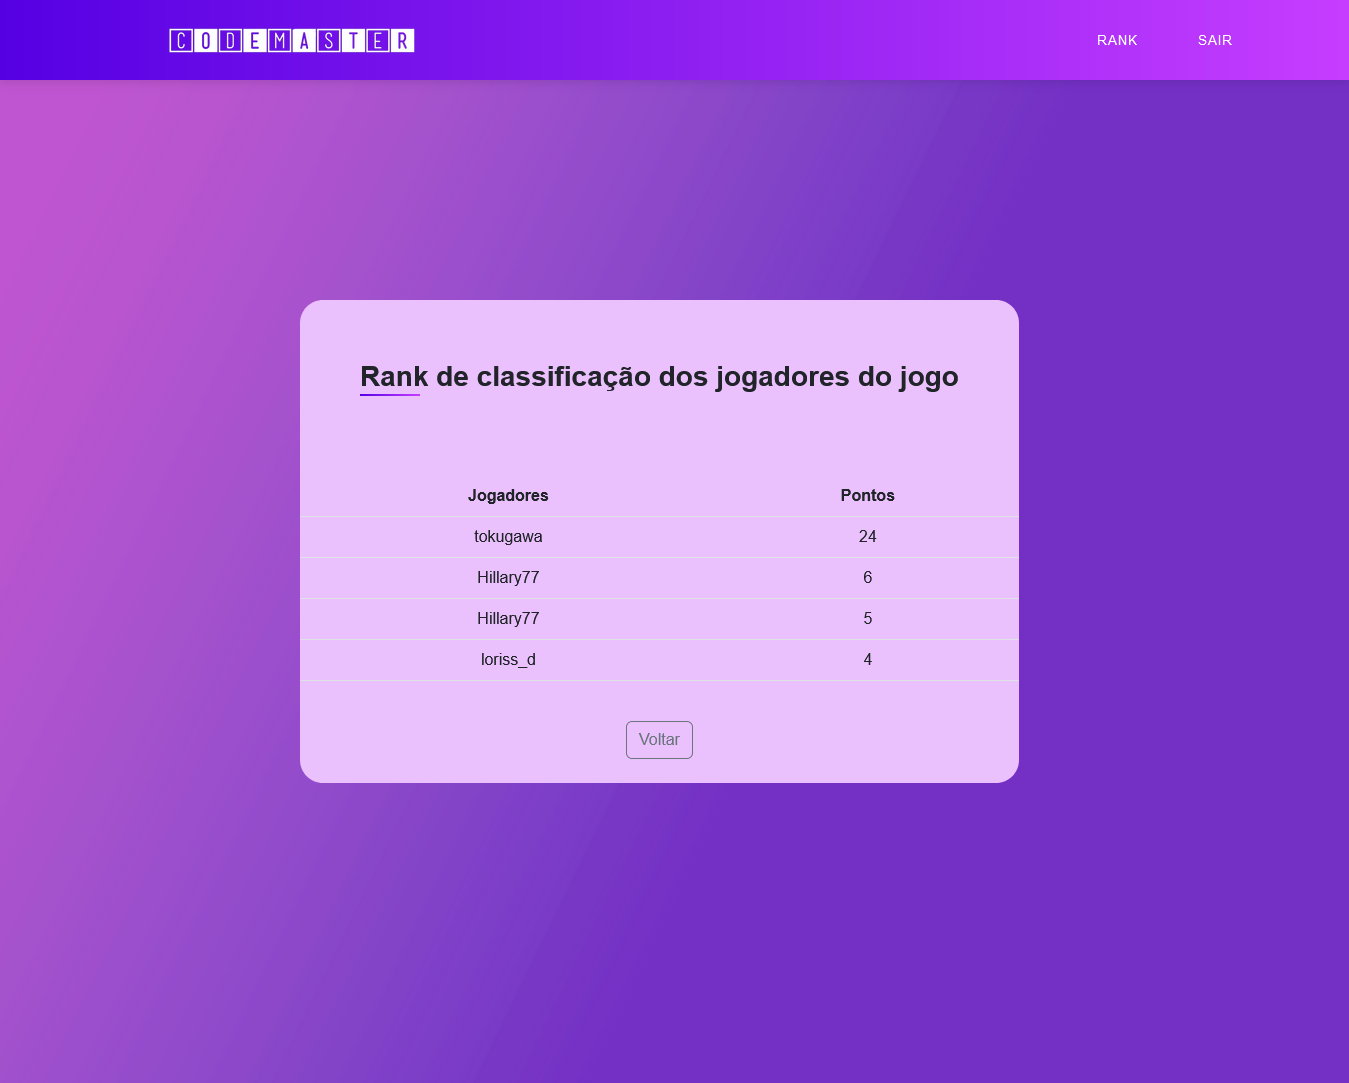 CODEMASTER
RANK SAIR
Rank de classificação dos jogadores do jogo
Jogadores Pontos
tokugawa 24
Hillary77 6
Hillary77 5
loriss_d 4
Voltar